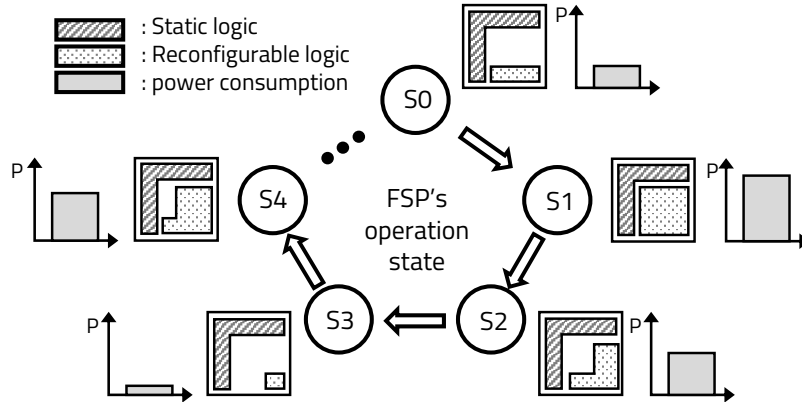 : Static logic
: Reconfigurable logic
: power consumption
P
S0
P
S4
FSP's
operation
state
S1
P
P
S3
S2
P